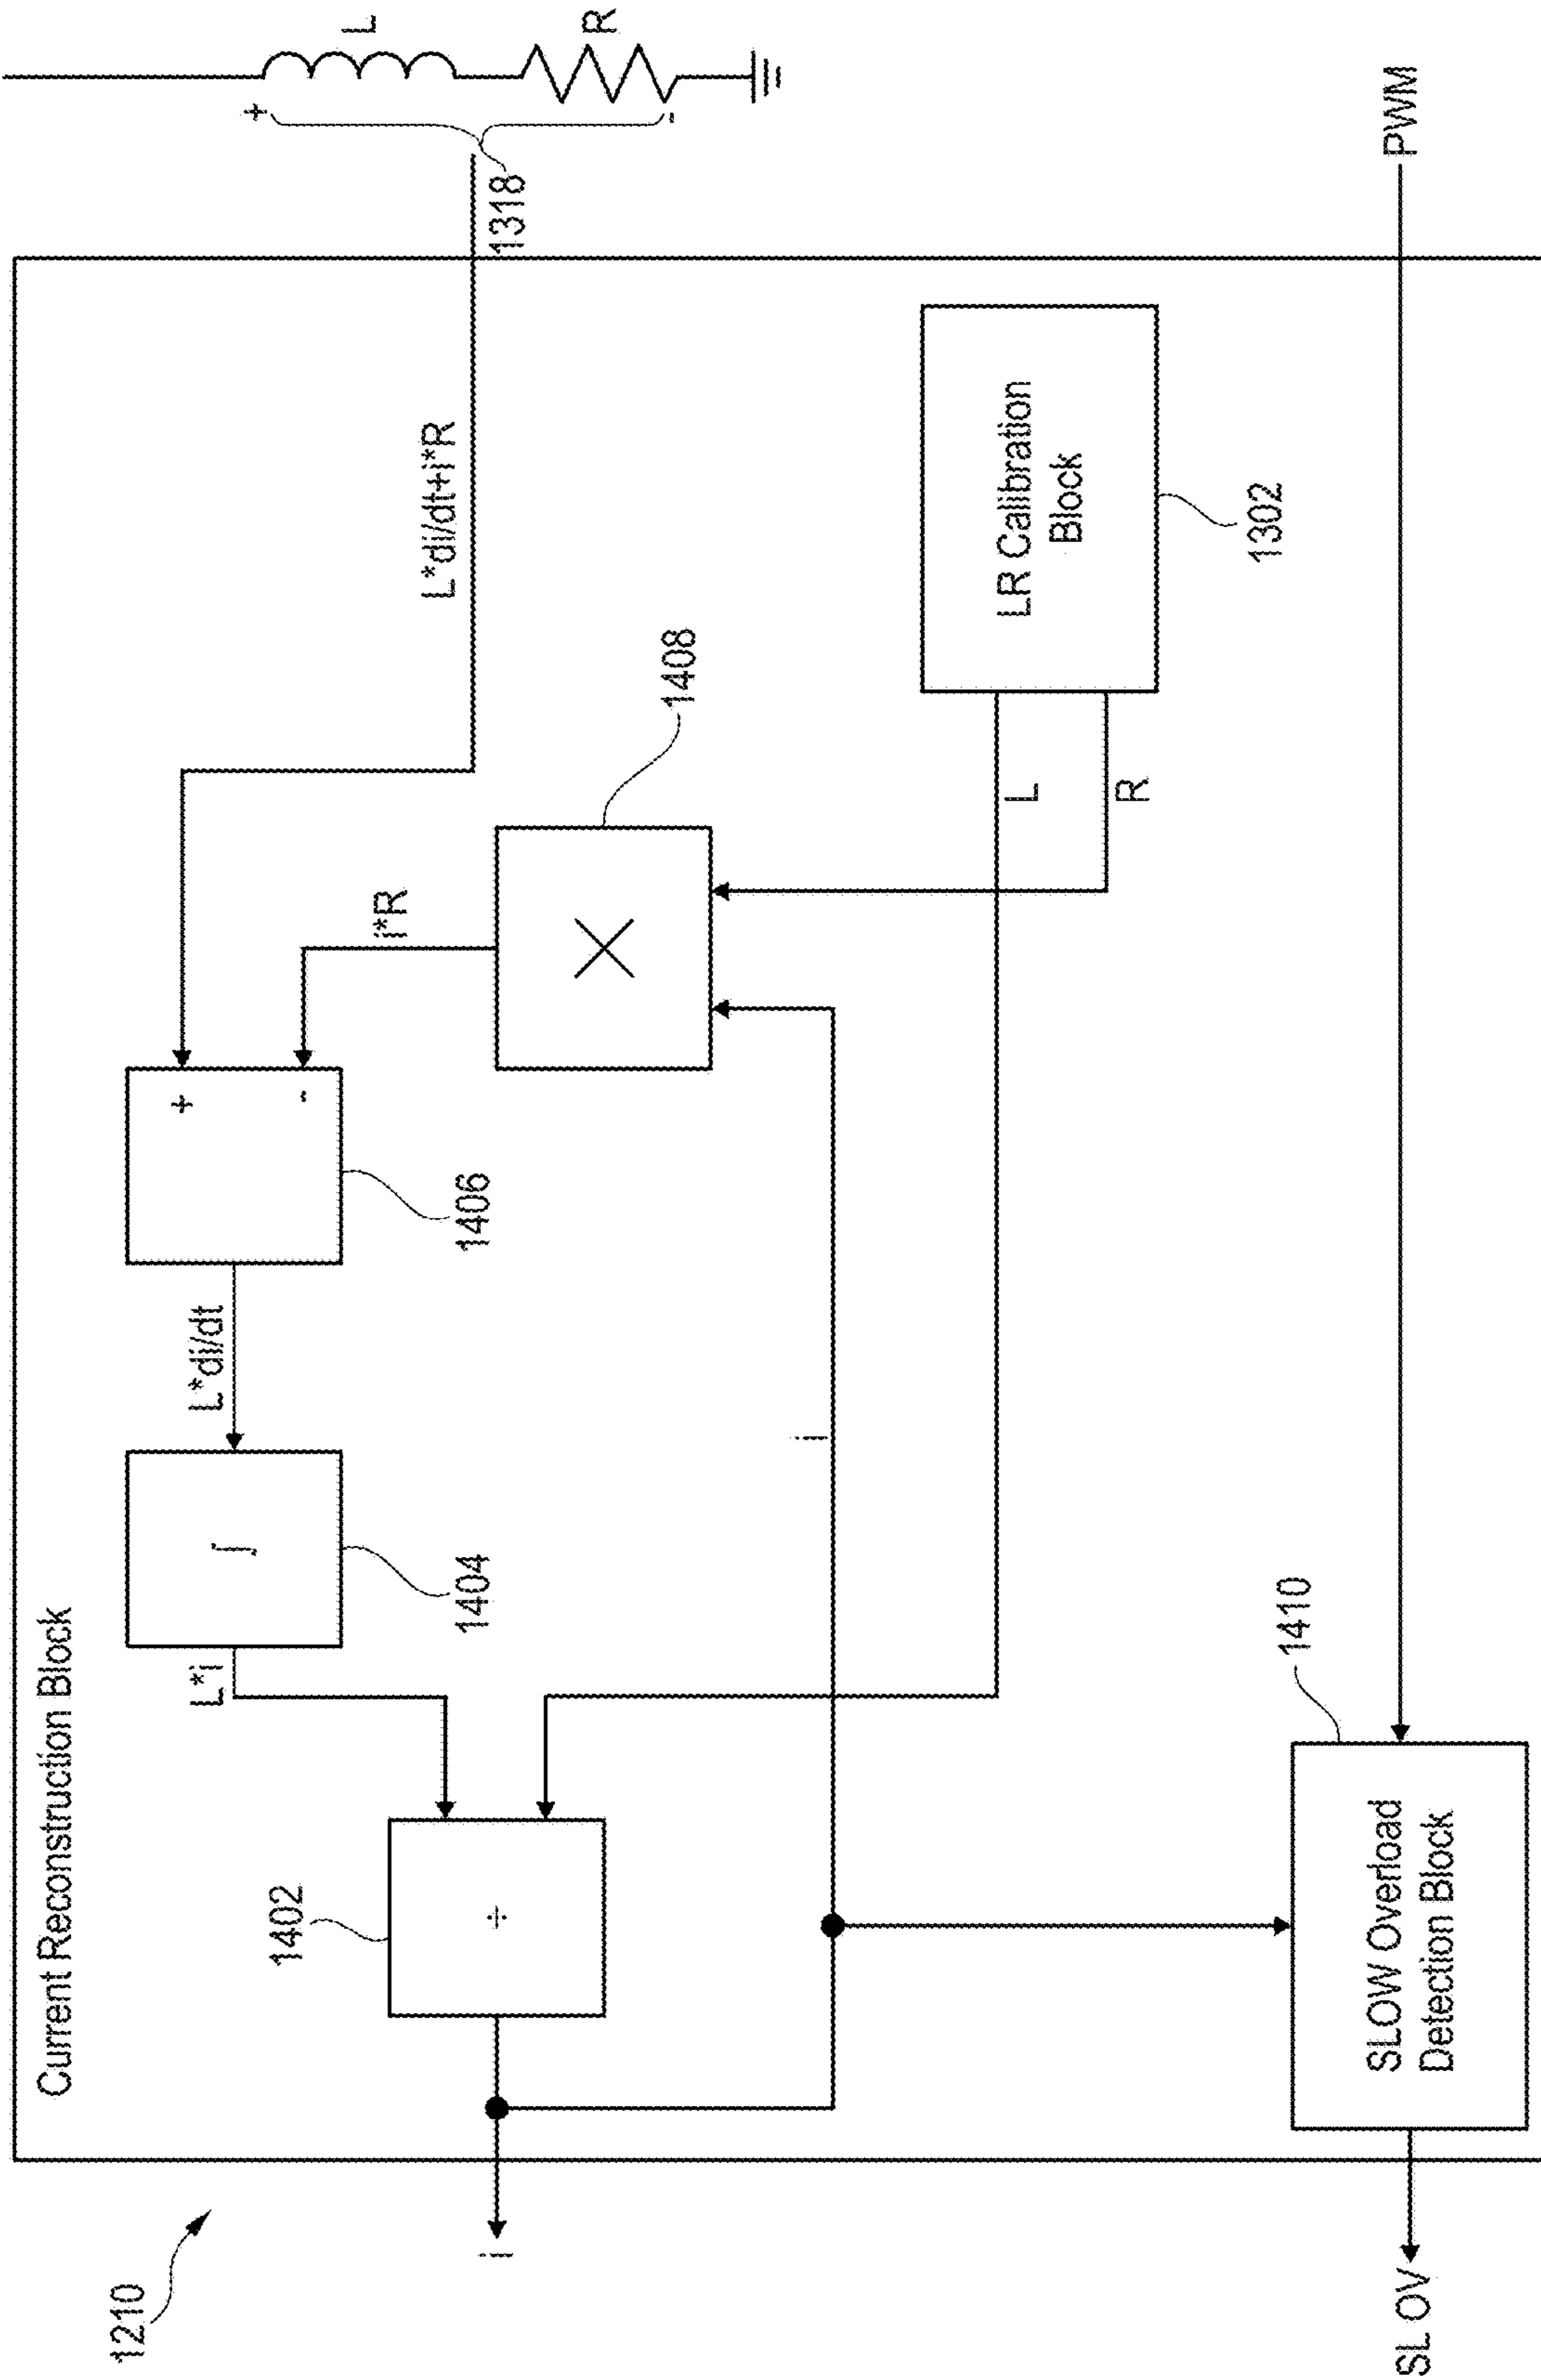 1210
Current Reconstruction Block
L*i
∫
L*di/dt
+
-
L*di/dt+i*R
+
L
R
-
1318
1404
1406
i*R
1408
1402
÷
×
i
i
L
R
LR Calibration
Block
1302
1410
SLOW Overload
Detection Block
SL OV
PWM